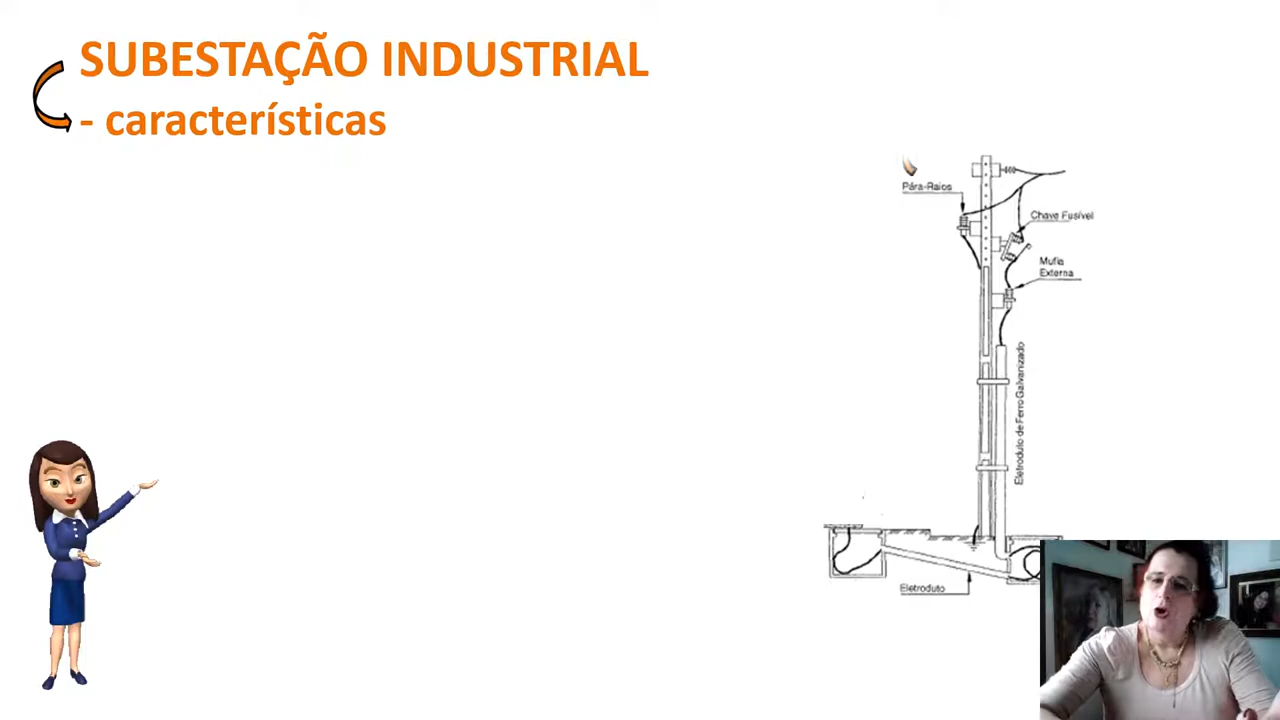 SUBESTAÇÃO INDUSTRIAL
- características
Pára-Raios
Chave Fusível
Mufla
Externa
Eletroduto de Ferro Galvanizado
Eletroduto